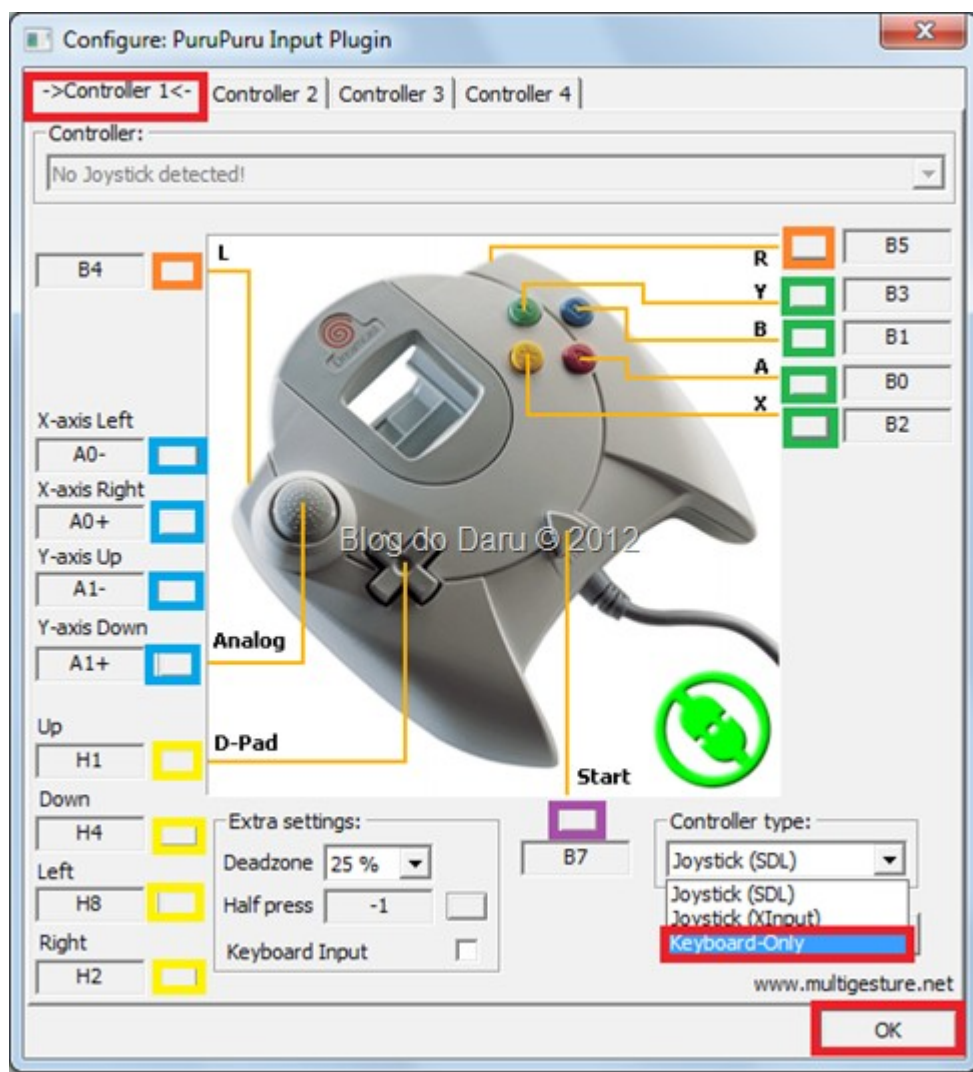 Configure: PuruPuru Input Plugin
->Controller 1<- Controller 2 Controller 3 Controller 4
Controller:
No Joystick detected!
B4
L
R
B5
Y
B3
B
B1
A
B0
X
B2
X-axis Left
A0-
X-axis Right
A0+
Y-axis Up
A1-
Y-axis Down
A1+
Analog
Dreamcast
Blog do Daru © 2012
Up
H1
D-Pad
Start
Down
H4
Left
H8
Right
H2
Extra settings:
Deadzone 25 %
Half press -1
Keyboard Input
B7
Controller type:
Joystick (SDL)
Joystick (SDL)
Joystick (XInput)
Keyboard-Only
www.multigesture.net
OK